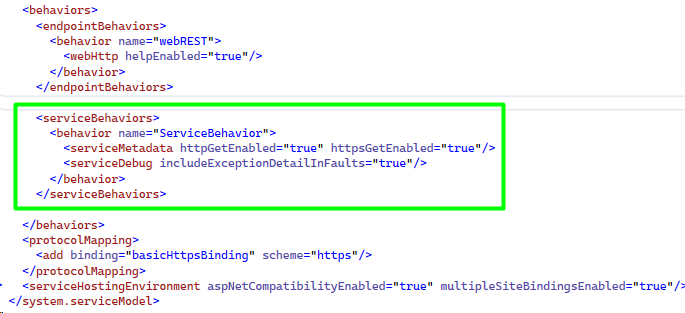 <behaviors>
<endpointBehaviors>
<behavior name="webREST">
<webHttp helpEnabled="true"/>
</behavior>
</endpointBehaviors>
<serviceBehaviors>
<behavior name="ServiceBehavior">
<serviceMetadata httpGetEnabled="true" httpsGetEnabled="true"/>
<serviceDebug includeExceptionDetailInFaults="true"/>
</behavior>
</serviceBehaviors>
</behaviors>
<protocolMapping>
<add binding="basicHttpsBinding" scheme="https"/>
</protocolMapping>
<serviceHostingEnvironment aspNetCompatibilityEnabled="true" multipleSiteBindingsEnabled="true"/>
</system.serviceModel>